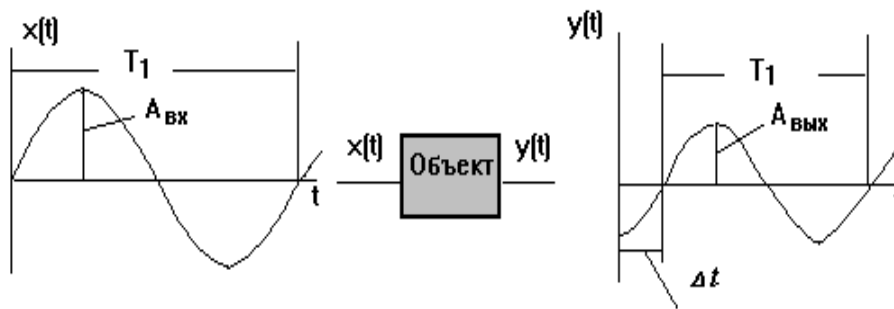 x(t)
T1
Aвх
t
x(t)
Объект
y(t)
y(t)
T1
Aвых
Δt